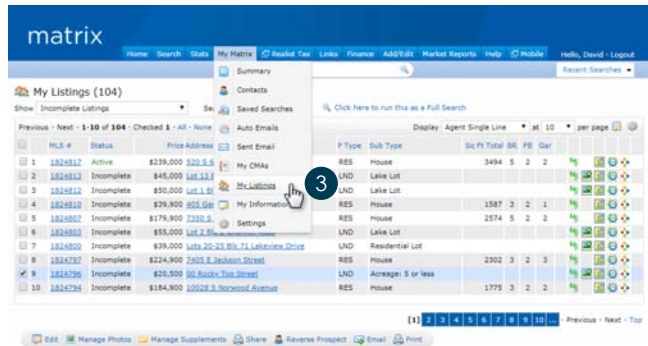 matrix
Home Search Stats My Matrix Realist Tax Links Finance Add/Edit Market Reports Help Mobile Hello, David - Logout
Summary Recent Searches
My Listings (104) Contacts
Show Incomplete Listings Saved Searches Click here to run this as a Full Search
Previous · Next · 1-10 of 104 · Checked 1 · All · None Auto Emails Display Agent Single Line at 10 per page
MLS # Status Price Address Sent Email P Type Sub Type Sq Ft Total BR FB Gar
1 1824817 Active $239,000 My CMAs RES House 3494 5 2 2
2 1824813 Incomplete $45,000 Lot 13 LND Lake Lot
3 1824812 Incomplete $50,000 Lot 1 My Listings 3 LND Lake Lot
4 1824810 Incomplete $39,900 My Information RES House 1587 3 2 1
5 1824807 Incomplete $179,900 7350 S Settings RES House 2574 5 2 2
6 1824803 Incomplete $55,000 Lot 2 LND Lake Lot
7 1824800 Incomplete $39,000 Lots 20-25 Blk 71 Lakeview Drive LND Residential Lot
8 1824797 Incomplete $224,900 7405 E Jackson Street RES House 2302 3 2 3
9 1824796 Incomplete $20,500 00 Rocky Top Street LND Acreage: 5 or less
10 1824794 Incomplete $184,900 10028 S Norwood Avenue RES House 1775 3 2 2
[1] 2 3 4 5 6 7 8 9 10 ... · Previous · Next · Top
Edit Manage Photos Manage Supplements Share Reverse Prospect Email Print